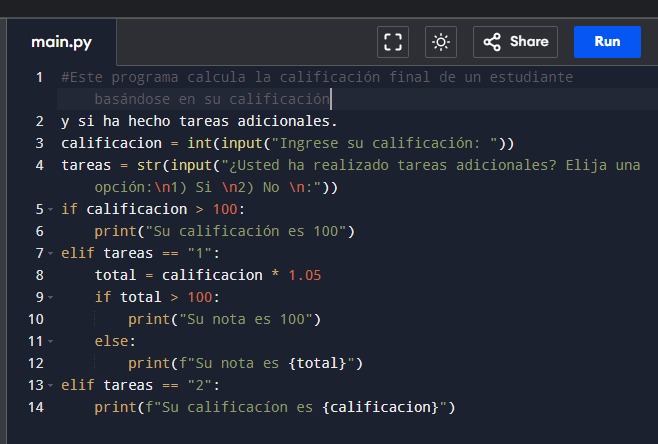 main.py
Share
Run
1 #Este programa calcula la calificación final de un estudiante
basándose en su calificación
2 y si ha hecho tareas adicionales.
3 calificacion = int(input("Ingrese su calificación: "))
4 tareas = str(input("¿Usted ha realizado tareas adicionales? Elija una
opción:\n1) Si \n2) No \n:"))
5 if calificacion > 100:
6     print("Su calificación es 100")
7 elif tareas == "1":
8     total = calificacion * 1.05
9     if total > 100:
10         print("Su nota es 100")
11     else:
12         print(f"Su nota es {total}")
13 elif tareas == "2":
14     print(f"Su calificacíon es {calificacion}")